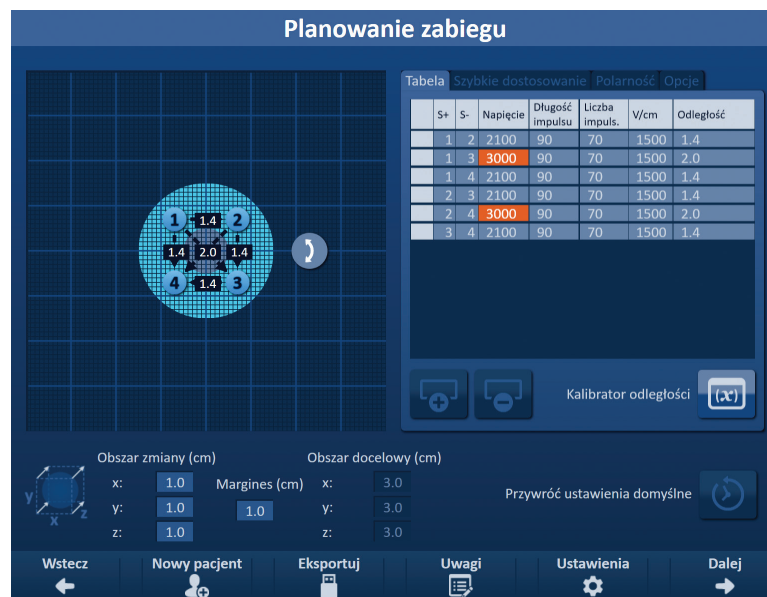 Planowanie zabiegu
Tabela Szybkie dostosowanie Polarność Opcje
S+ S- Napięcie Długość impulsu Liczba impuls. V/cm Odległość
1 2 2100 90 70 1500 1.4
1 3 3000 90 70 1500 2.0
1 4 2100 90 70 1500 1.4
2 3 2100 90 70 1500 1.4
2 4 3000 90 70 1500 2.0
3 4 2100 90 70 1500 1.4
1 1.4 2
1.4 2.0 1.4
4 1.4 3
Kalibrator odległości (x)
Obszar zmiany (cm)
x: 1.0
y: 1.0
z: 1.0
Margines (cm)
1.0
Obszar docelowy (cm)
x: 3.0
y: 3.0
z: 3.0
y
x z
Przywróć ustawienia domyślne
Wstecz Nowy pacjent Eksportuj Uwagi Ustawienia Dalej